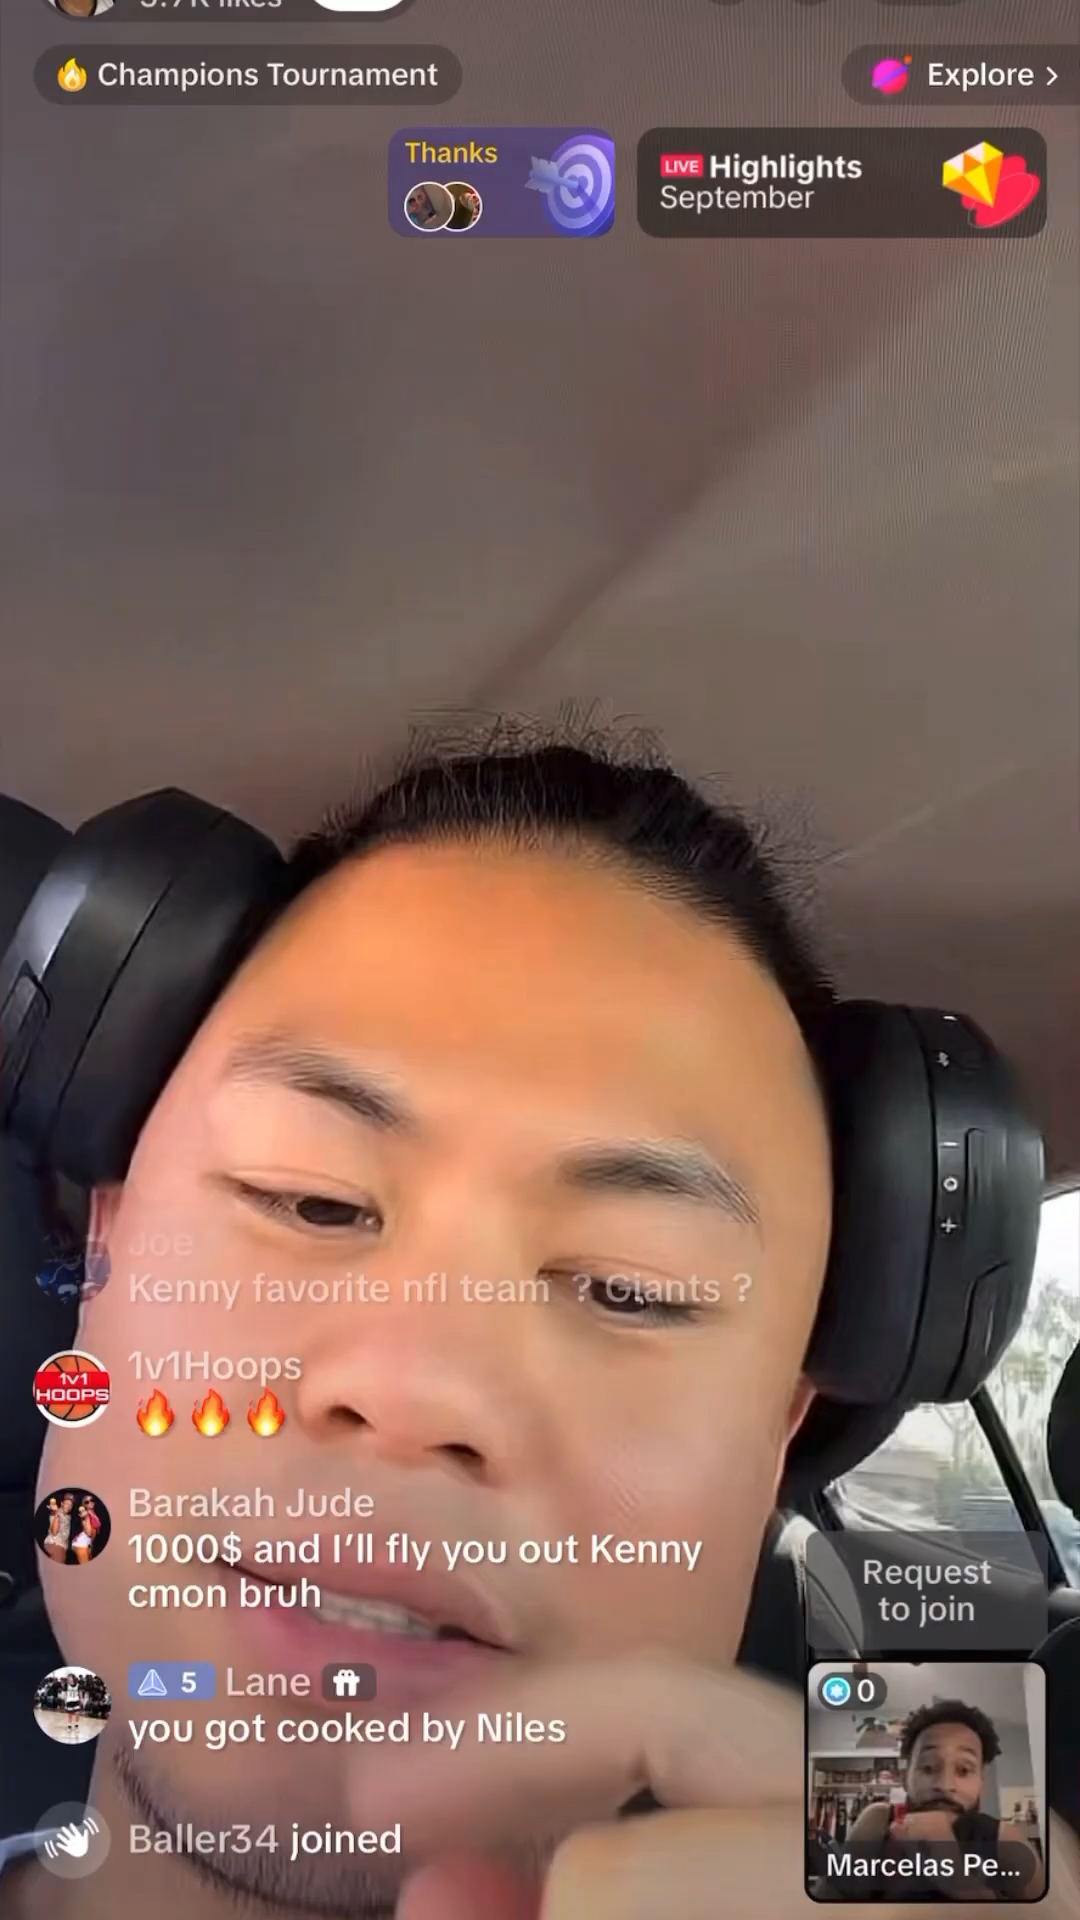 🔥 Champions Tournament
Explore >
Thanks
LIVE Highlights
September
Joe
Kenny favorite nfl team ? Giants ?
1v1
HOOPS
1v1Hoops
🔥🔥🔥
Barakah Jude
1000$ and I’ll fly you out Kenny
cmon bruh
5 Lane
you got cooked by Niles
Baller34 joined
Request
to join
0
Marcelas Pe...